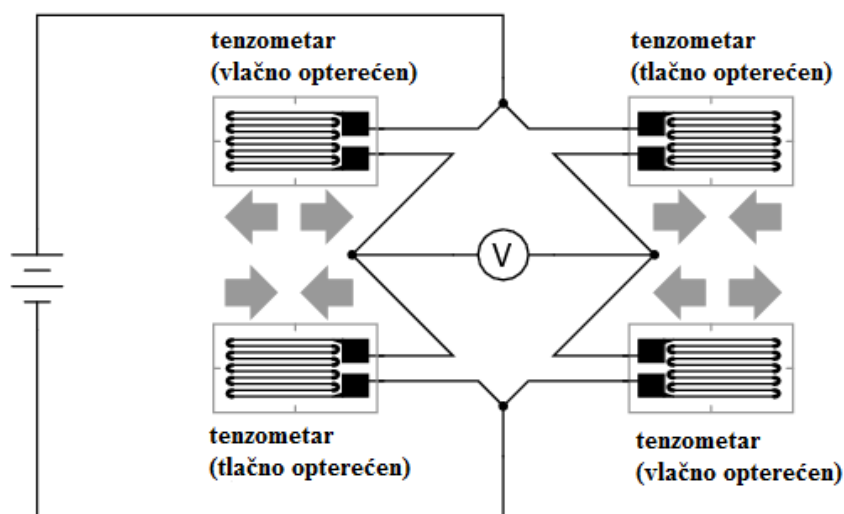 tenzometar
(vlačno opterećen)
tenzometar
(tlačno opterećen)
V
tenzometar
(tlačno opterećen)
tenzometar
(vlačno opterećen)